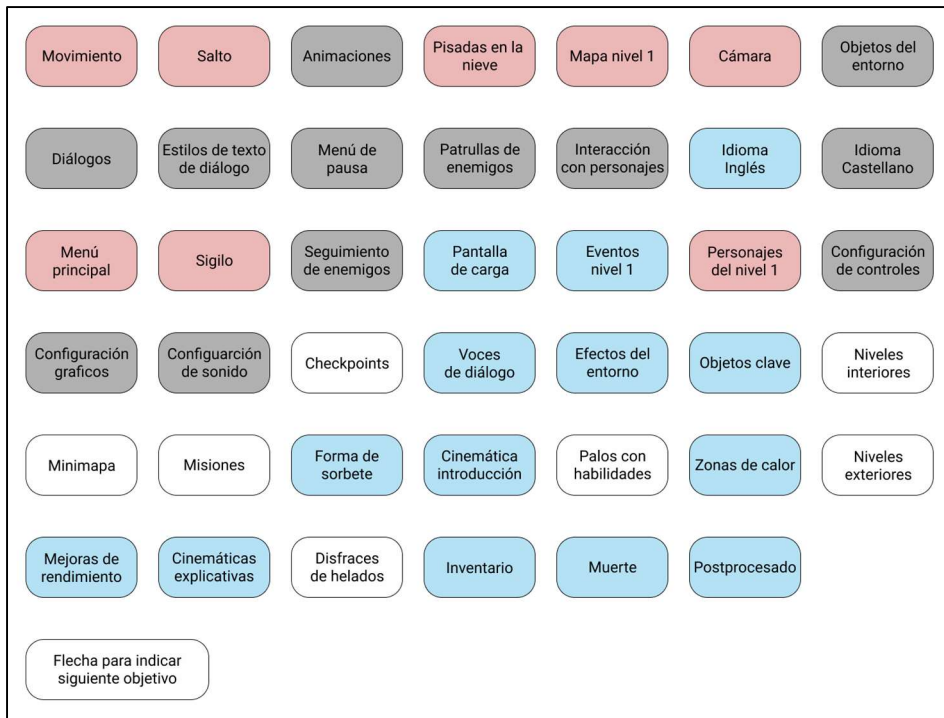 Movimiento
Salto
Animaciones
Pisadas en la
nieve
Mapa nivel 1
Cámara
Objetos del
entorno
Diálogos
Estilos de texto
de diálogo
Menú de
pausa
Patrullas de
enemigos
Interacción
con personajes
Idioma
Inglés
Idioma
Castellano
Menú
principal
Sigilo
Seguimiento
de enemigos
Pantalla
de carga
Eventos
nivel 1
Personajes
del nivel 1
Configuración
de controles
Configuración
graficos
Configuarción
de sonido
Checkpoints
Voces
de diálogo
Efectos del
entorno
Objetos clave
Niveles
interiores
Minimapa
Misiones
Forma de
sorbete
Cinemática
introducción
Palos con
habilidades
Zonas de calor
Niveles
exteriores
Mejoras de
rendimiento
Cinemáticas
explicativas
Disfraces
de helados
Inventario
Muerte
Postprocesado
Flecha para indicar
siguiente objetivo